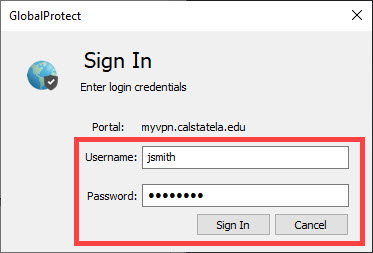 GlobalProtect
Sign In
Enter login credentials
Portal: myvpn.calstatela.edu
Username: jsmith
Password: ••••••••
Sign In Cancel